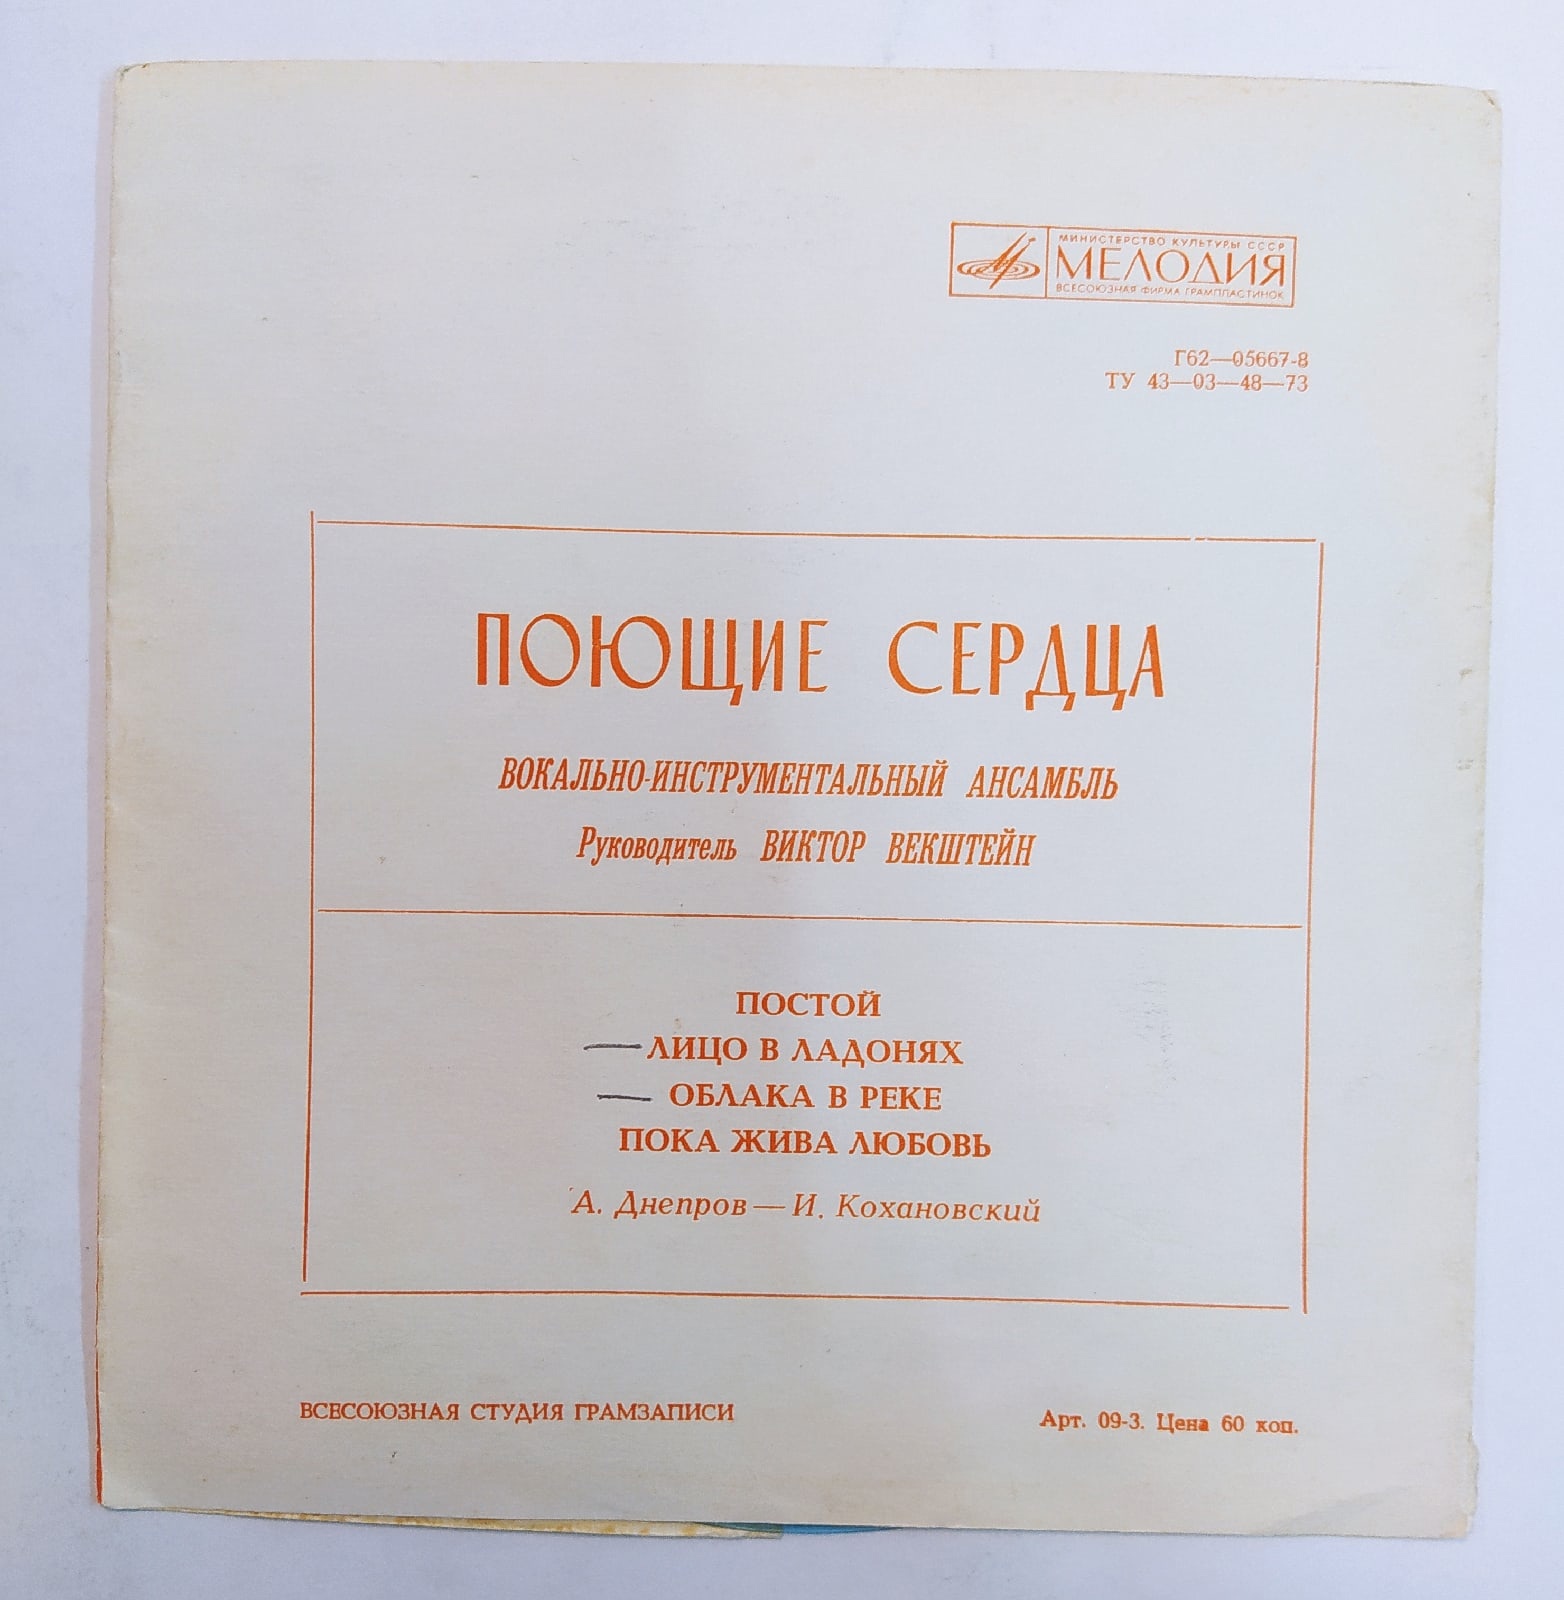 МИНИСТЕРСТВО КУЛЬТУРЫ СССР
МЕЛОДИЯ
ВСЕСОЮЗНАЯ ФИРМА ГРАМПЛАСТИНОК
Г62—05667-8
ТУ 43—03—48—73
ПОЮЩИЕ СЕРДЦА
ВОКАЛЬНО-ИНСТРУМЕНТАЛЬНЫЙ АНСАМБЛЬ
Руководитель ВИКТОР ВЕКШТЕЙН
ПОСТОЙ
—ЛИЦО В ЛАДОНЯХ
— ОБЛАКА В РЕКЕ
ПОКА ЖИВА ЛЮБОВЬ
А. Днепров — И. Кохановский
ВСЕСОЮЗНАЯ СТУДИЯ ГРАМЗАПИСИ
Арт. 09-3. Цена 60 коп.